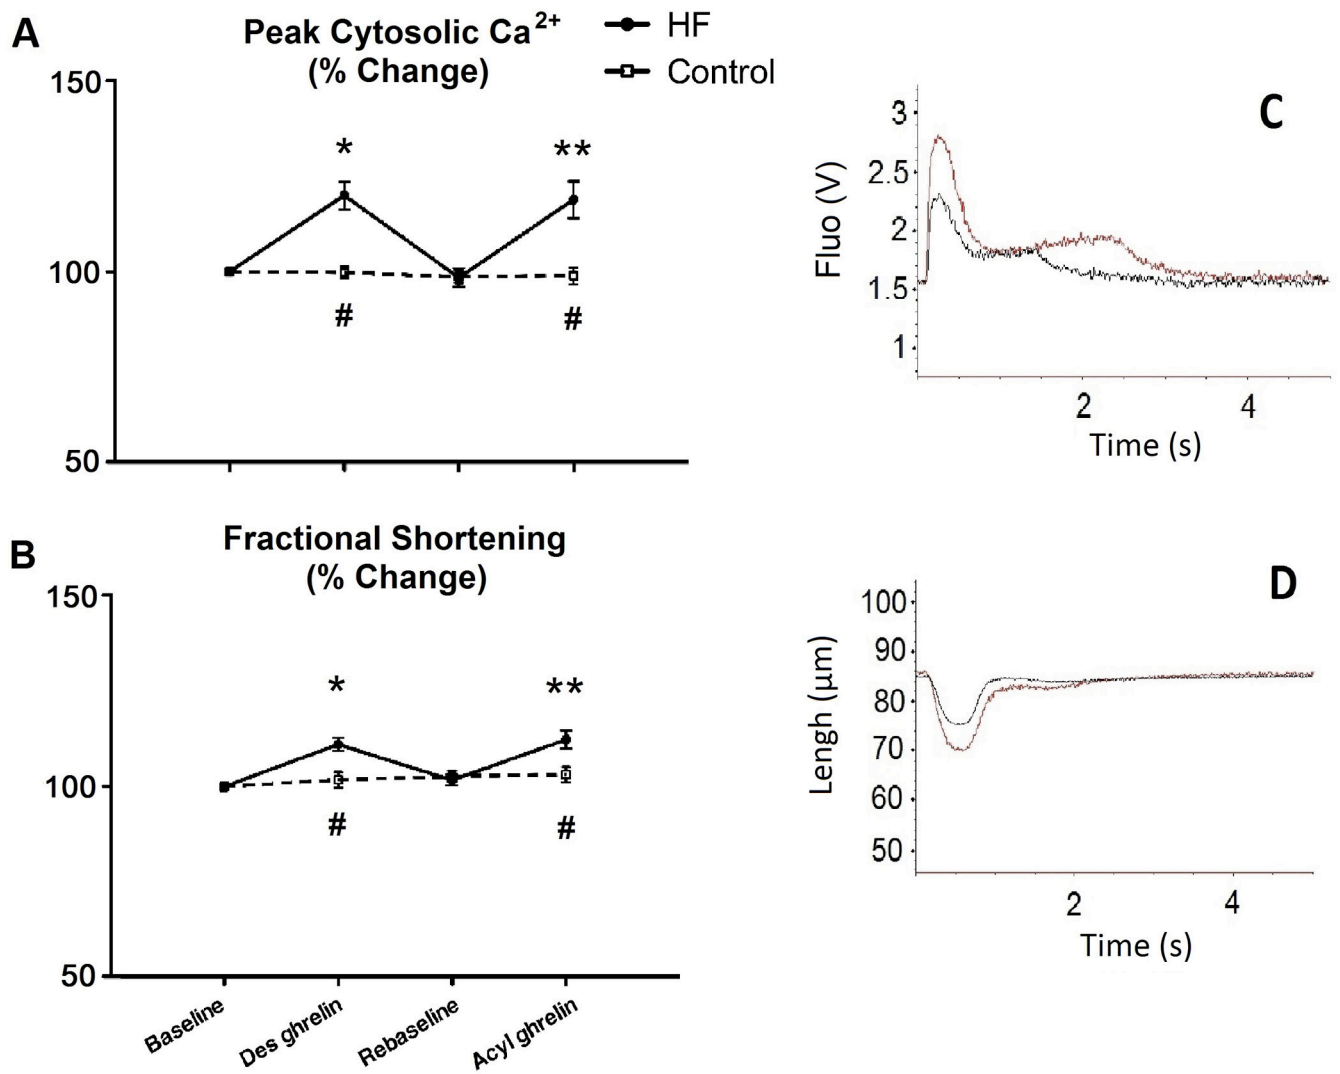 A
Peak Cytosolic Ca2+
(% Change)
HF
Control
150
100
50
*
**
#
#
C
Fluo (V)
3
2.5
2
1.5
1
2
4
Time (s)
B
Fractional Shortening
(% Change)
150
100
50
*
**
#
#
Baseline
Des ghrelin
Rebaseline
Acyl ghrelin
D
Lengh (μm)
100
90
80
70
60
50
2
4
Time (s)